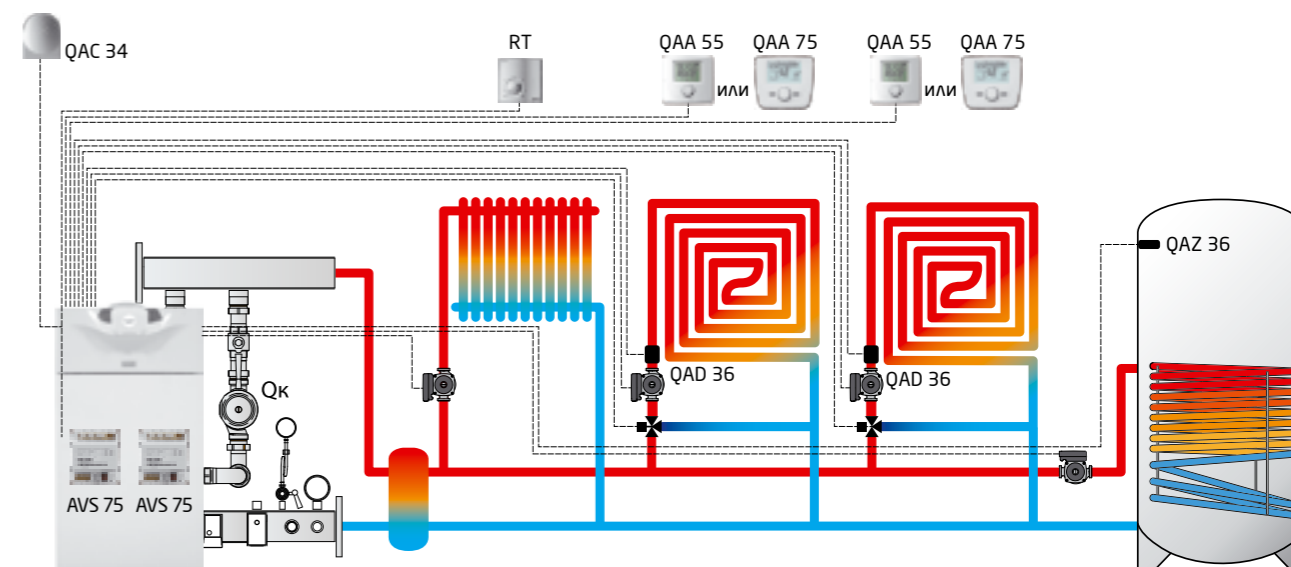 QAC 34
RT
QAA 55
QAA 75
QAA 55
QAA 75
или
или
QAZ 36
QAD 36
QAD 36
Qк
AVS 75
AVS 75